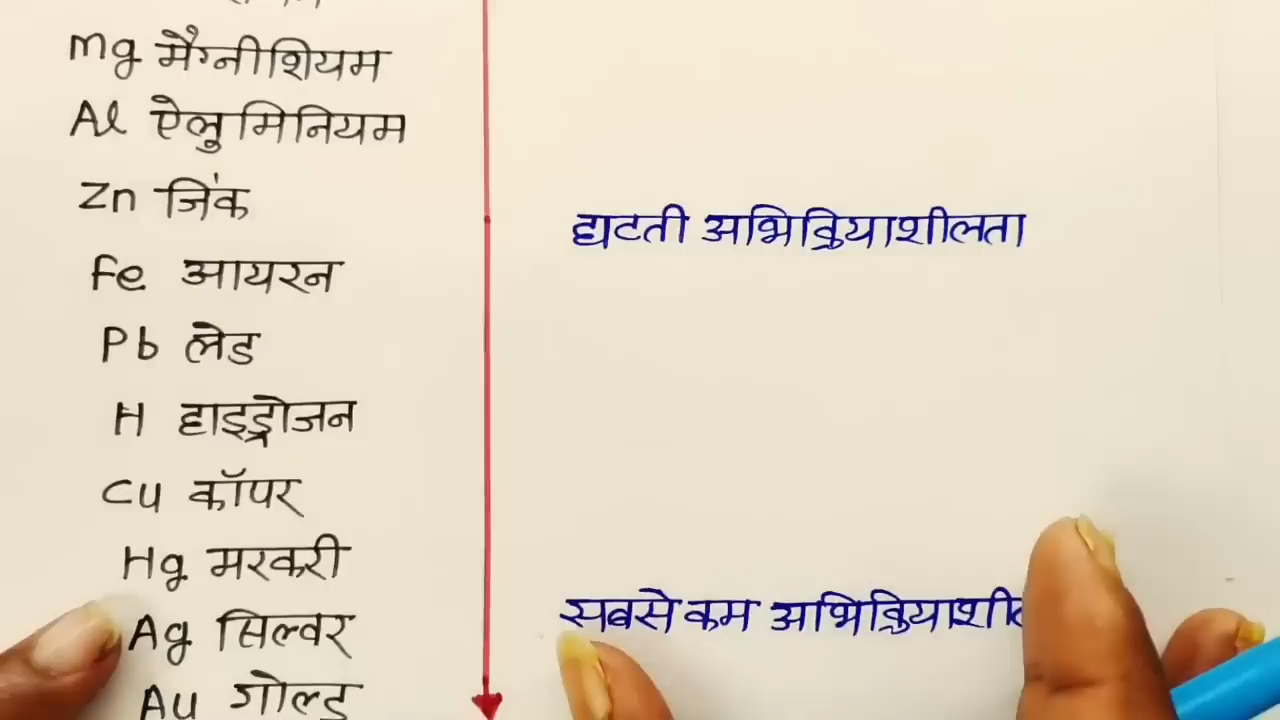 Mg मैग्नीशियम
Al ऐलुमिनियम
Zn जिंक
घटती अभिक्रियाशीलता
Fe आयरन
Pb लेड
H हाइड्रोजन
Cu कॉपर
Hg मरकरी
सबसे कम
Ag सिल्वर
Au गोल्ड